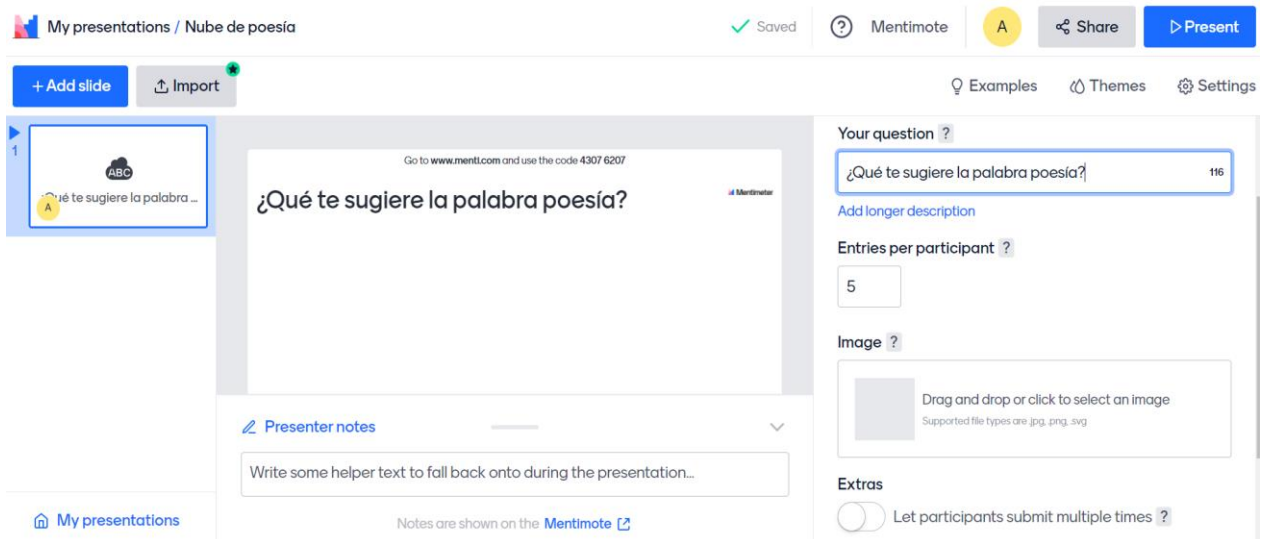 My presentations / Nube de poesía
Saved
?
Mentimote
A
Share
Present
+ Add slide
Import
Examples
Themes
Settings
1
ABC
¿Qué te sugiere la palabra ...
A
Go to www.menti.com and use the code 4307 6207
¿Qué te sugiere la palabra poesía?
Mentimeter
Presenter notes
Write some helper text to fall back onto during the presentation...
Notes are shown on the Mentimote
My presentations
Your question ?
¿Qué te sugiere la palabra poesía? 116
Add longer description
Entries per participant ?
5
Image ?
Drag and drop or click to select an image
Supported file types are .jpg, .png, .svg
Extras
Let participants submit multiple times ?